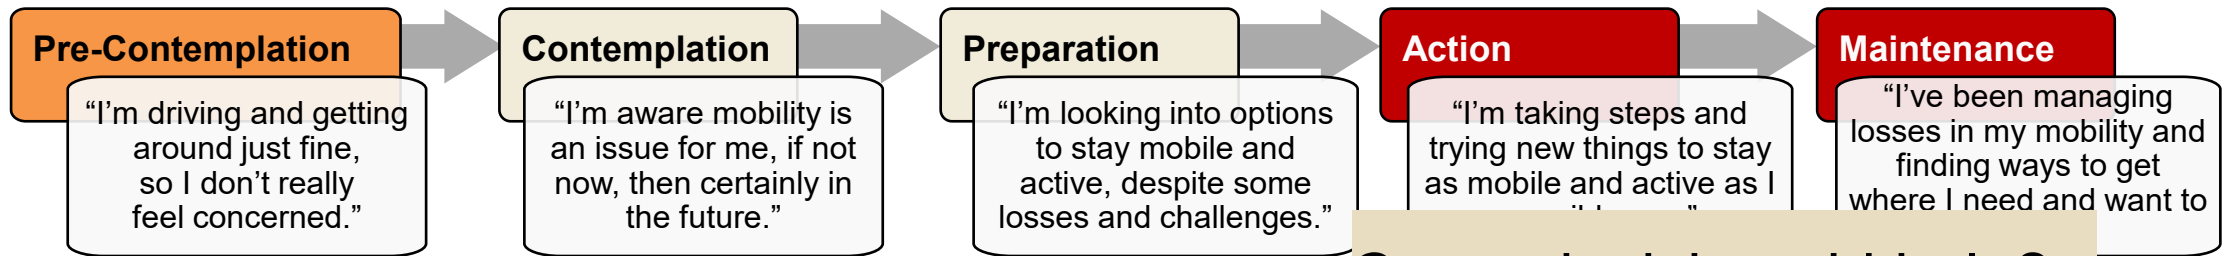 Pre-Contemplation
“I’m driving and getting
around just fine,
so I don’t really
feel concerned.”
Contemplation
“I’m aware mobility is
an issue for me, if not
now, then certainly in
the future.”
Preparation
“I’m looking into options
to stay mobile and
active, despite some
losses and challenges.”
Action
“I’m taking steps and
trying new things to stay
as mobile and active as I
Maintenance
“I’ve been managing
losses in my mobility and
finding ways to get
where I need and want to